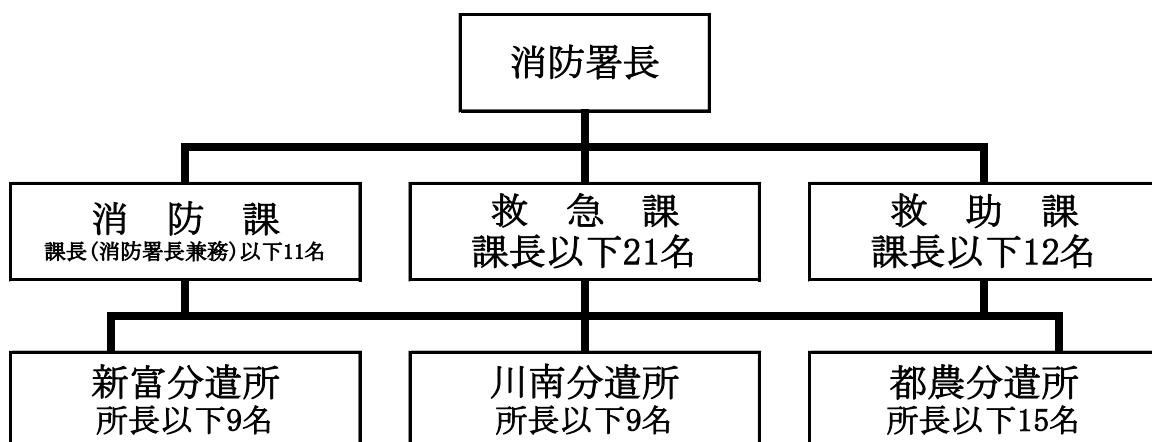 消防署長
消　防　課
課長(消防署長兼務)以下11名
救　急　課
課長以下21名
救　助　課
課長以下12名
新富分遣所
所長以下9名
川南分遣所
所長以下9名
都農分遣所
所長以下15名